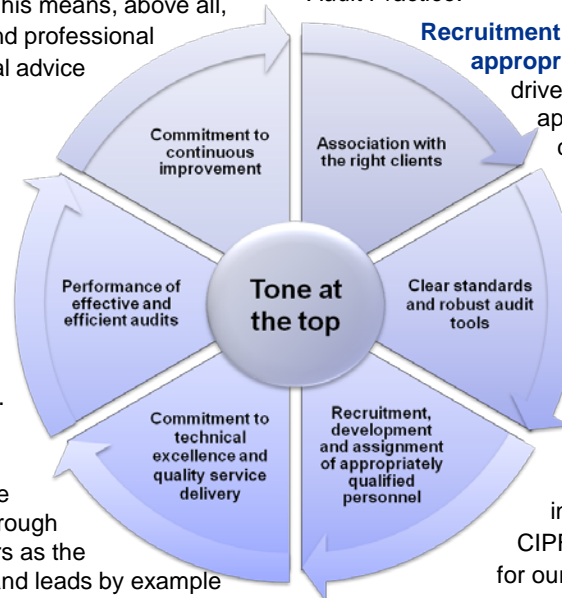 his means, above all,
nd professional
al advice
Audit Practice.
Recruitment
appropr
drive
ap
Commitment to
continuous
improvement
Association with
the right clients
Clear standards
and robust audit
tools
Recruitment,
development
and assignment
of appropriately
qualified
personnel
Commitment to
technical
excellence and
quality service
delivery
Performance of
effective and
efficient audits
Tone at
the top
rough
rs as the
and leads by example
in
CIPF
for our